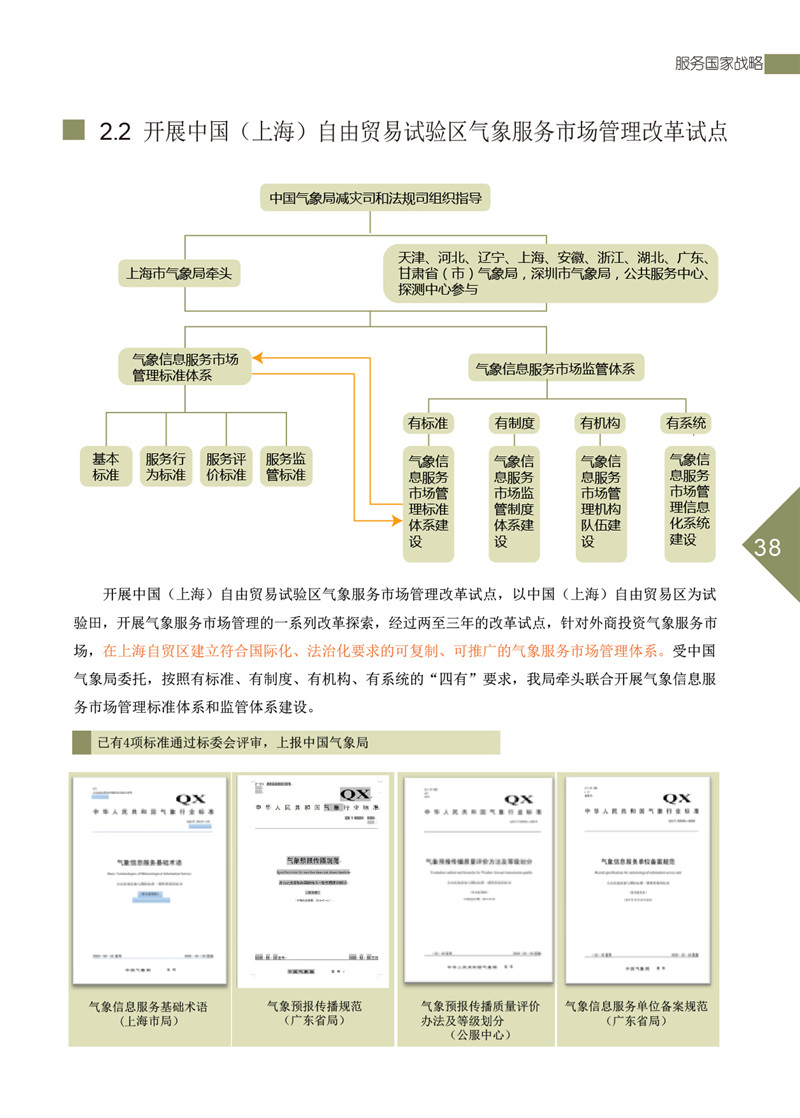 服务国家战略
2.2 开展中国（上海）自由贸易试验区气象服务市场管理改革试点
中国气象局减灾司和法规司组织指导
上海市气象局牵头
天津、河北、辽宁、上海、安徽、浙江、湖北、广东、
甘肃省（市）气象局，深圳市气象局，公共服务中心、
探测中心参与
气象信息服务市场
管理标准体系
气象信息服务市场监管体系
基本
标准
服务行
为标准
服务评
价标准
服务监
管标准
有标准
有制度
有机构
有系统
气象信
息服务
市场管
理标准
体系建
设
气象信
息服务
市场监
管制度
体系建
设
气象信
息服务
市场管
理机构
队伍建
设
气象信
息服务
市场管
理信息
化系统
建设
38
开展中国（上海）自由贸易试验区气象服务市场管理改革试点，以中国（上海）自由贸易区为试
验田，开展气象服务市场管理的一系列改革探索，经过两至三年的改革试点，针对外商投资气象服务市
场，在上海自贸区建立符合国际化、法治化要求的可复制、可推广的气象服务市场管理体系。受中国
气象局委托，按照有标准、有制度、有机构、有系统的“四有”要求，我局牵头联合开展气象信息服
务市场管理标准体系和监管体系建设。
已有4项标准通过标委会评审，上报中国气象局
QX
中华人民共和国气象行业标准
气象信息服务基础术语
中国气象局
发布
QX
中华人民共和国气象行业标准
气象预报传播规范
中国气象局
QX
中华人民共和国气象行业标准
气象预报传播质量评价方法及等级划分
中华人民共和国气象局
QX
中华人民共和国气象行业标准
气象信息服务单位备案规范
中国气象局
发布
气象信息服务基础术语
(上海市局)
气象预报传播规范
（广东省局）
气象预报传播质量评价
办法及等级划分
（公服中心）
气象信息服务单位备案规范
（广东省局）